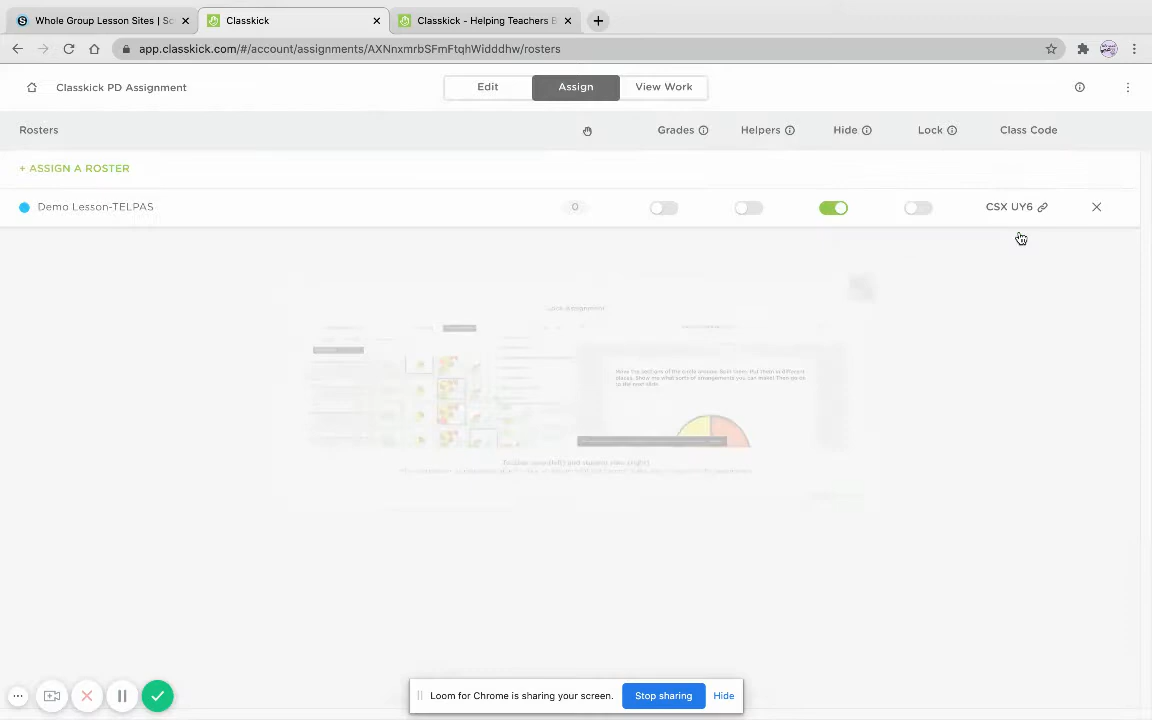 Whole Group Lesson Sites | Sc
Classkick
Classkick - Helping Teachers B
app.classkick.com/#/account/assignments/AXNnxmrbSFmFtqhWidddhw/rosters
Classkick PD Assignment
Edit
Assign
View Work
Rosters
Grades
Helpers
Hide
Lock
Class Code
+ ASSIGN A ROSTER
Demo Lesson-TELPAS
0
CSX UY6
Lock Assignment
Loom for Chrome is sharing your screen.
Stop sharing
Hide